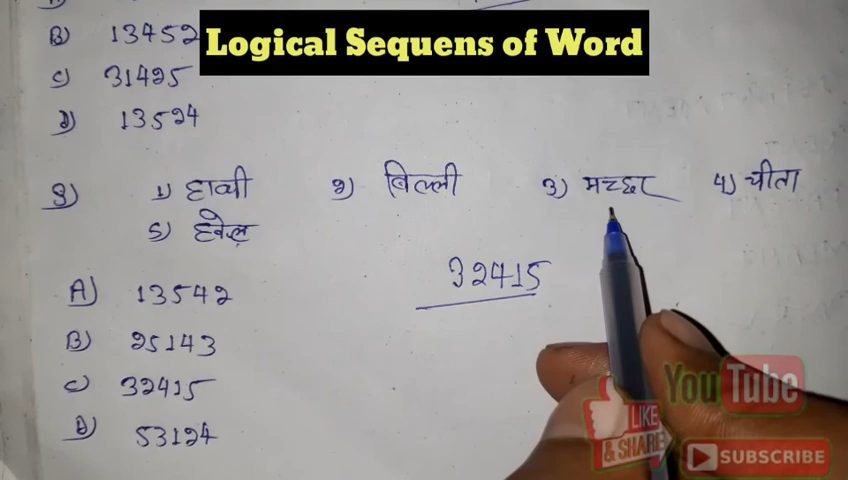 Logical Sequens of Word
B) 13452
C) 31425
D) 13524
9) 1) हाथी 2) बिल्ली 3) मच्छर 4) चीता
5) व्हेल
32415
A) 13542
B) 25143
C) 32415
D) 53124
YouTube
LIKE
& SHARE
SUBSCRIBE